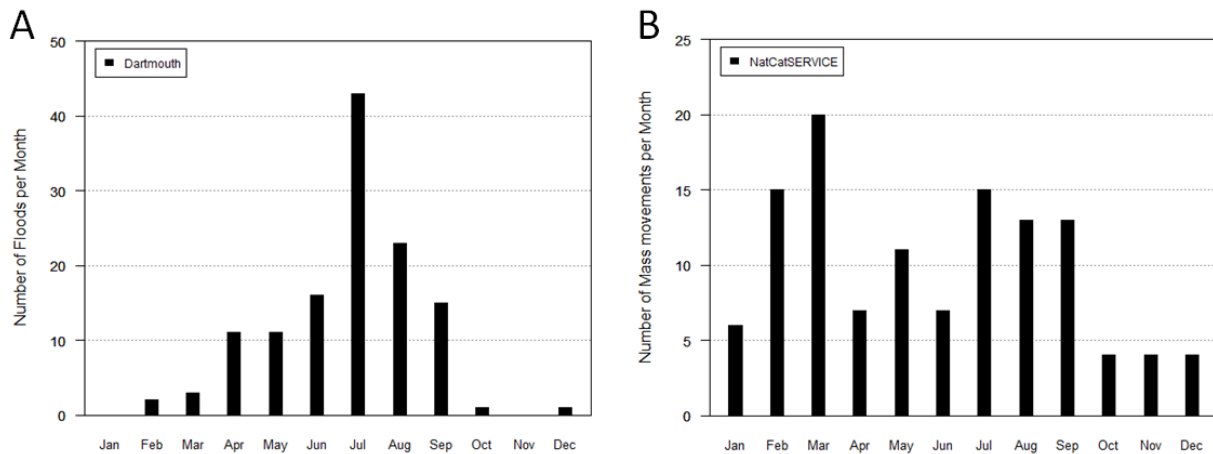 A
Number of Floods per Month
50
40
30
20
10
0
Dartmouth
Jan Feb Mar Apr May Jun Jul Aug Sep Oct Nov Dec
B
Number of Mass movements per Month
25
20
15
10
5
0
NatCatSERVICE
Jan Feb Mar Apr May Jun Jul Aug Sep Oct Nov Dec